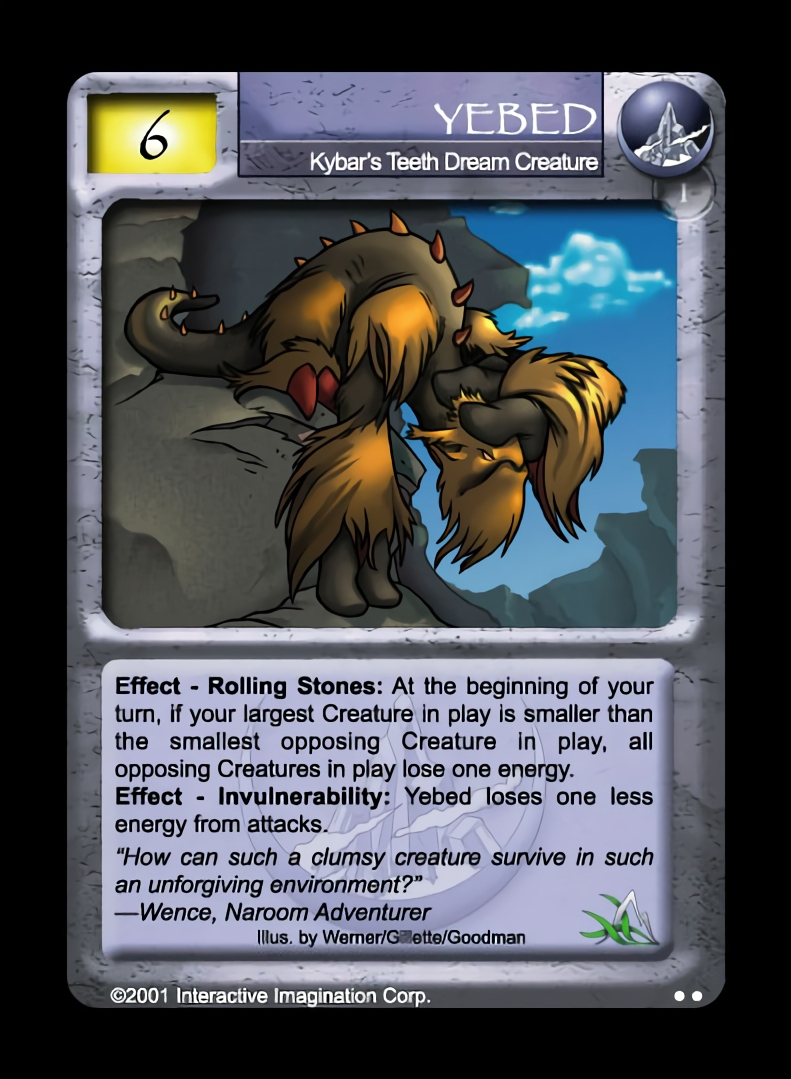 6
YEBED
Kybar's Teeth Dream Creature
1
Effect - Rolling Stones: At the beginning of your
turn, if your largest Creature in play is smaller than
the smallest opposing Creature in play, all
opposing Creatures in play lose one energy.
Effect - Invulnerability: Yebed loses one less
energy from attacks.
“How can such a clumsy creature survive in such
an unforgiving environment?”
—Wence, Naroom Adventurer
Illus. by Werner/ /Goodman
©2001 Interactive Imagination Corp.